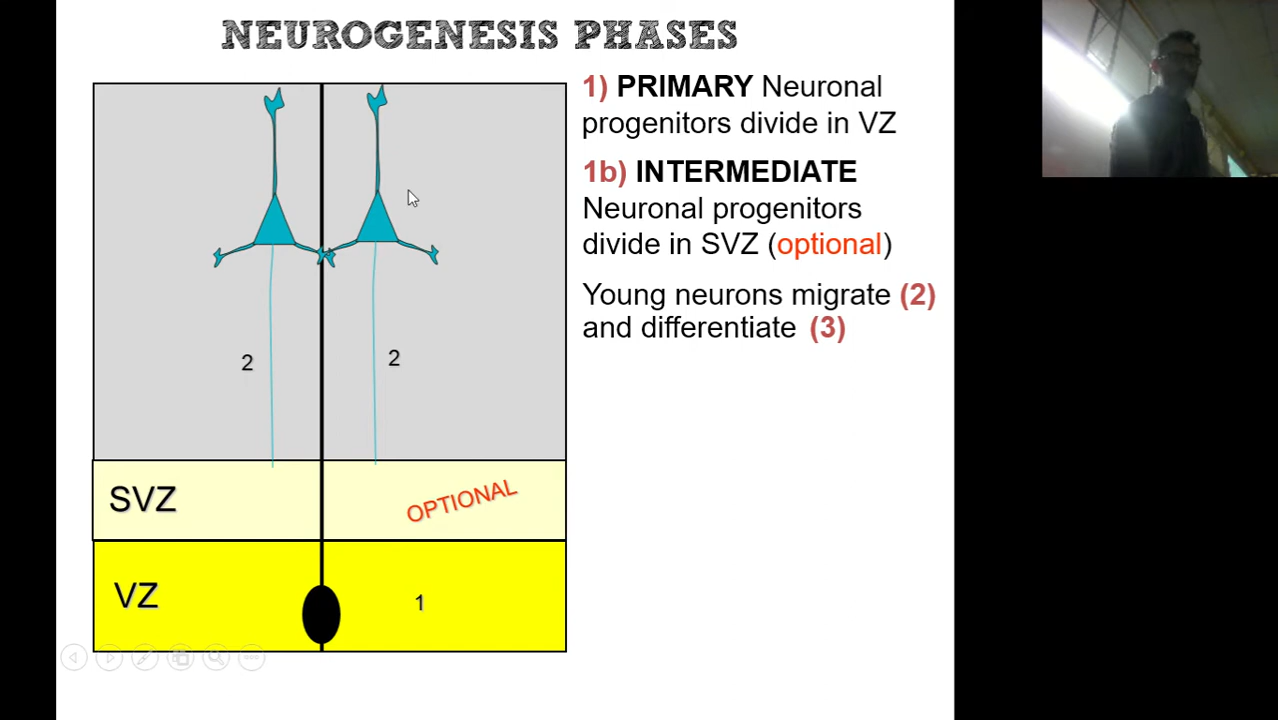 NEUROGENESIS PHASES
1) PRIMARY Neuronal
progenitors divide in VZ
1b) INTERMEDIATE
Neuronal progenitors
divide in SVZ (optional)
Young neurons migrate (2)
and differentiate (3)
2
2
SVZ
OPTIONAL
VZ
1